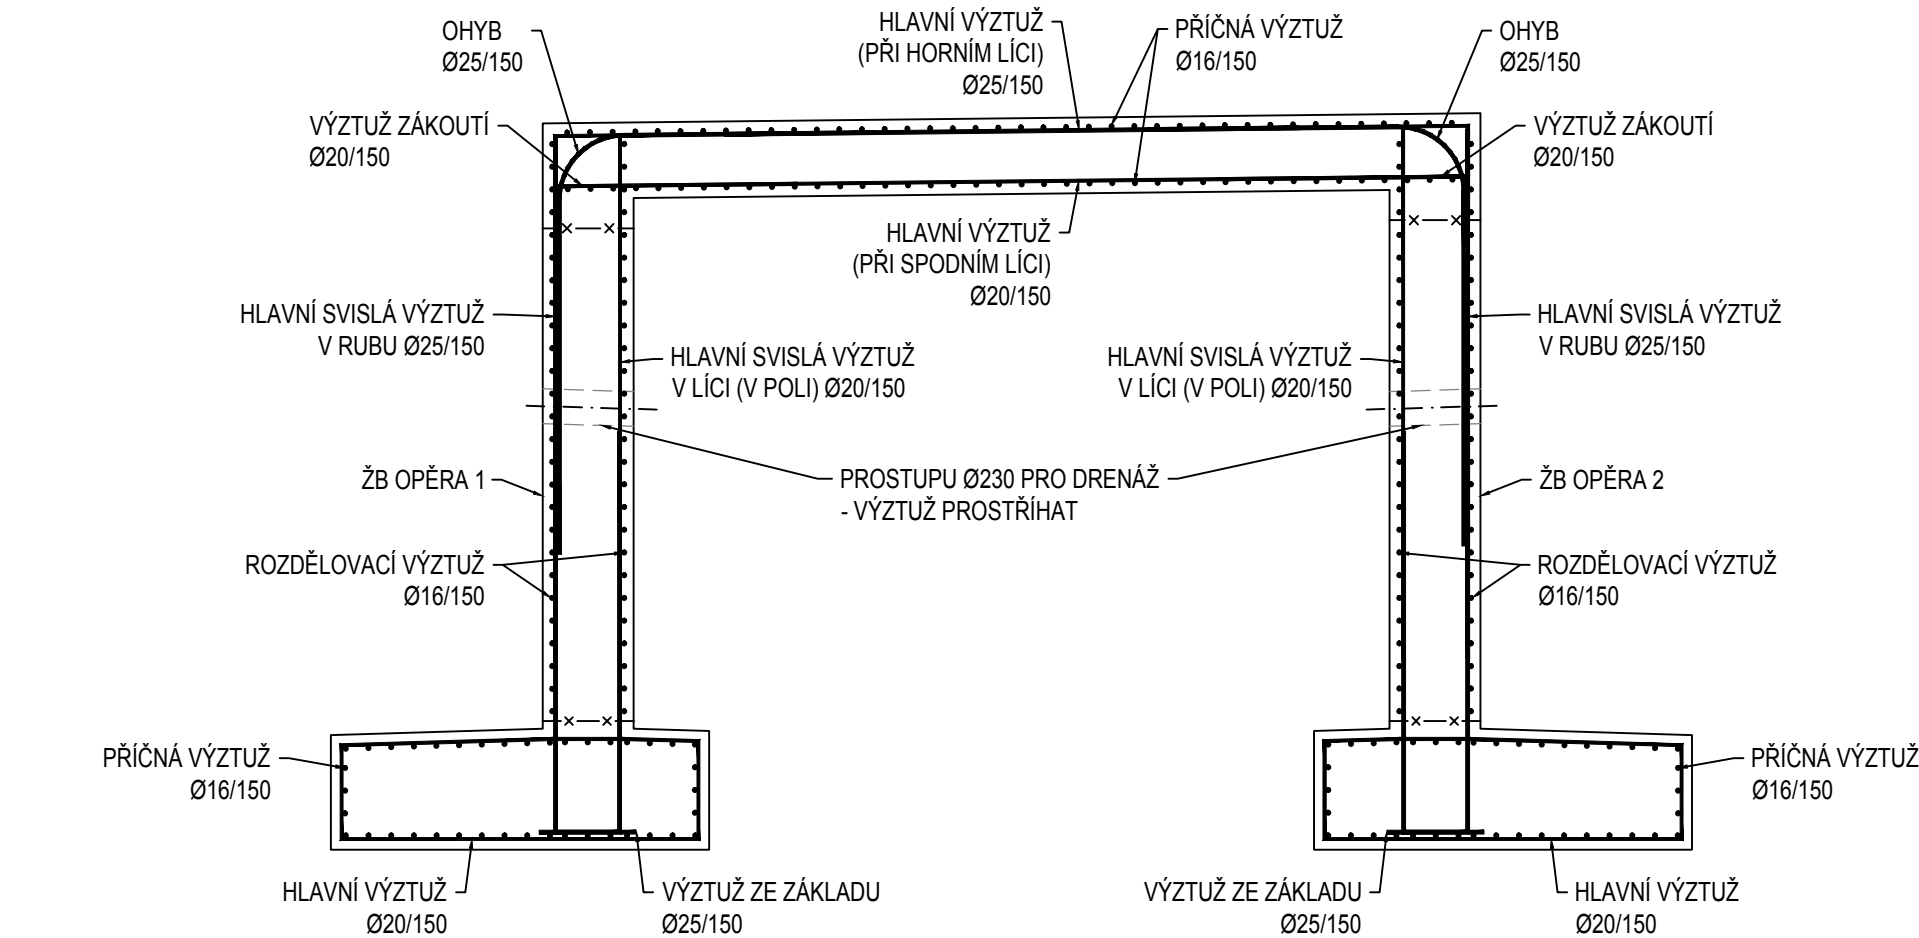 OHYB
Ø25/150
HLAVNÍ VÝZTUŽ
(PŘI HORNÍM LÍCI)
Ø25/150
PŘÍČNÁ VÝZTUŽ
Ø16/150
OHYB
Ø25/150
VÝZTUŽ ZÁKOUTÍ
Ø20/150
VÝZTUŽ ZÁKOUTÍ
Ø20/150
HLAVNÍ VÝZTUŽ
(PŘI SPODNÍM LÍCI)
Ø20/150
HLAVNÍ SVISLÁ VÝZTUŽ
V RUBU Ø25/150
HLAVNÍ SVISLÁ VÝZTUŽ
V LÍCI (V POLI) Ø20/150
HLAVNÍ SVISLÁ VÝZTUŽ
V LÍCI (V POLI) Ø20/150
HLAVNÍ SVISLÁ VÝZTUŽ
V RUBU Ø25/150
ŽB OPĚRA 1
PROSTUPU Ø230 PRO DRENÁŽ
- VÝZTUŽ PROSTŘÍHAT
ŽB OPĚRA 2
ROZDĚLOVACÍ VÝZTUŽ
Ø16/150
ROZDĚLOVACÍ VÝZTUŽ
Ø16/150
PŘÍČNÁ VÝZTUŽ
Ø16/150
PŘÍČNÁ VÝZTUŽ
Ø16/150
HLAVNÍ VÝZTUŽ
Ø20/150
VÝZTUŽ ZE ZÁKLADU
Ø25/150
VÝZTUŽ ZE ZÁKLADU
Ø25/150
HLAVNÍ VÝZTUŽ
Ø20/150